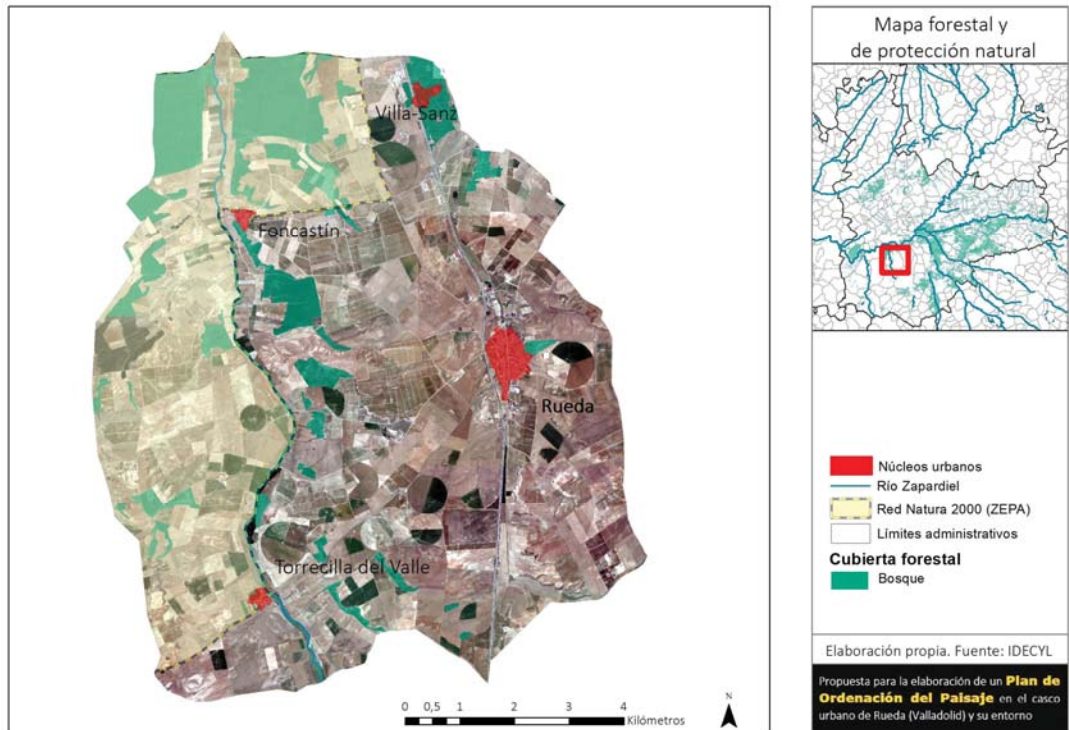 Villa-Sanz
Foncastín
Rueda
Torrecilla del Valle
0 0,5 1 2 3 4
Kilómetros
N
Mapa forestal y
de protección natural
Núcleos urbanos
Río Zapardiel
Red Natura 2000 (ZEPA)
Límites administrativos
Cubierta forestal
Bosque
Elaboración propia. Fuente: IDECYL
Propuesta para la elaboración de un Plan de
Ordenación del Paisaje en el casco
urbano de Rueda (Valladolid) y su entorno